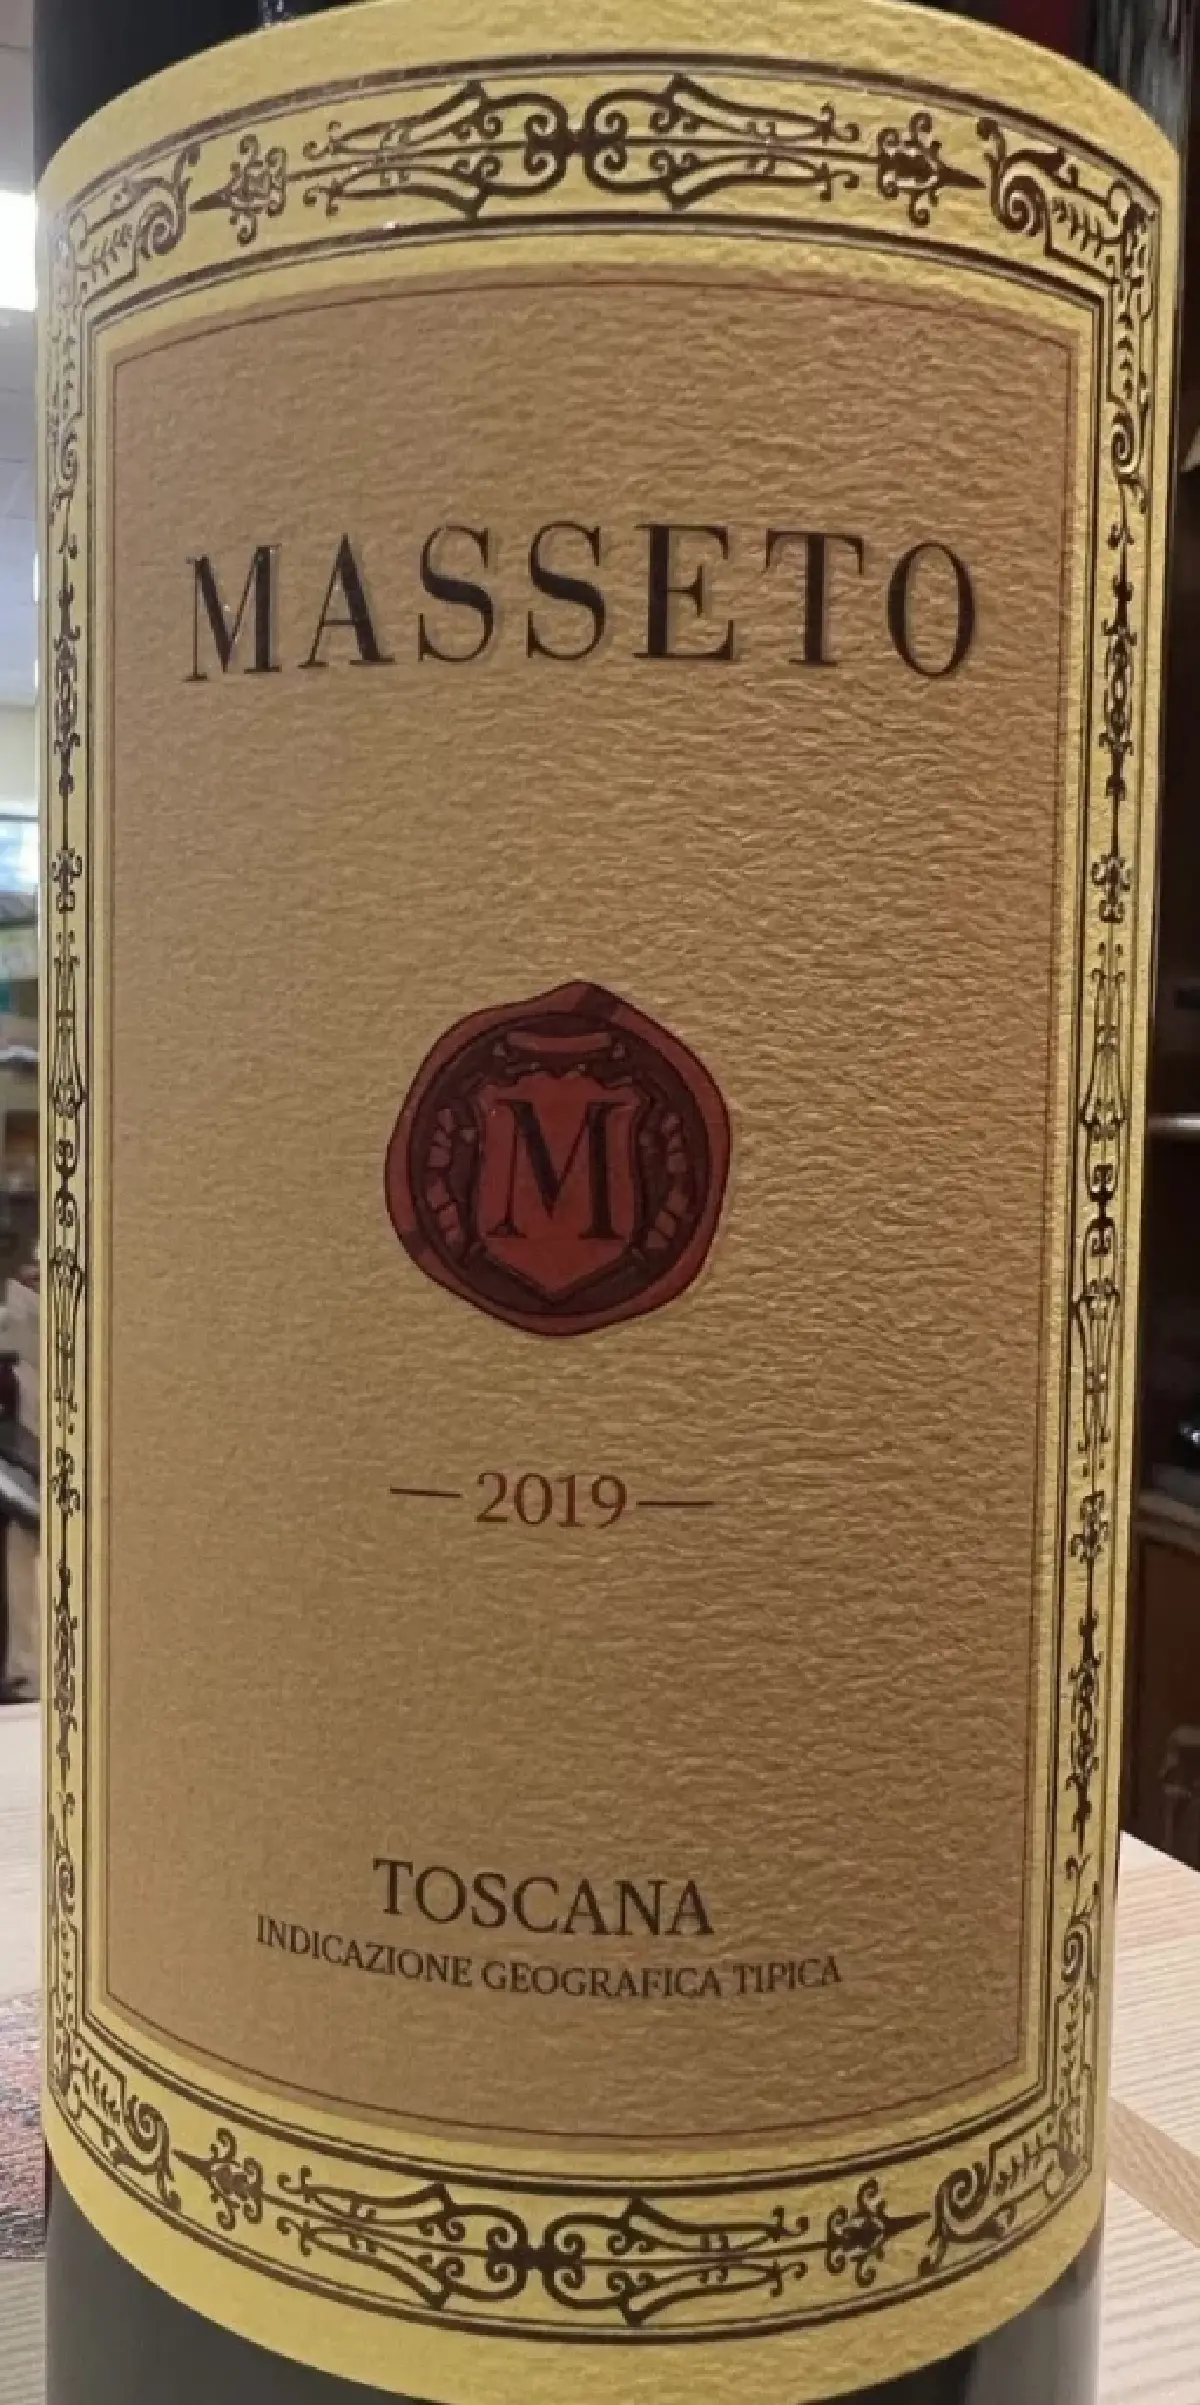 MASSETO
M
— 2019 —
TOSCANA
INDICAZIONE GEOGRAFICA TIPICA